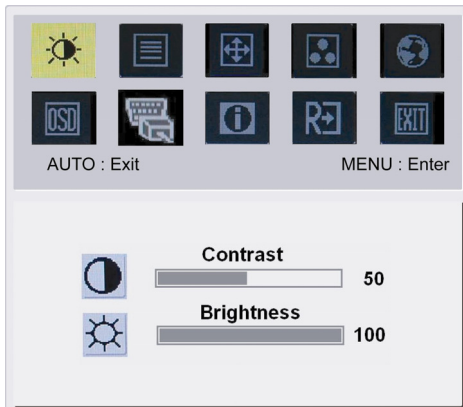 OSD
i
R
EXIT
AUTO : Exit
MENU : Enter
Contrast
50
Brightness
100